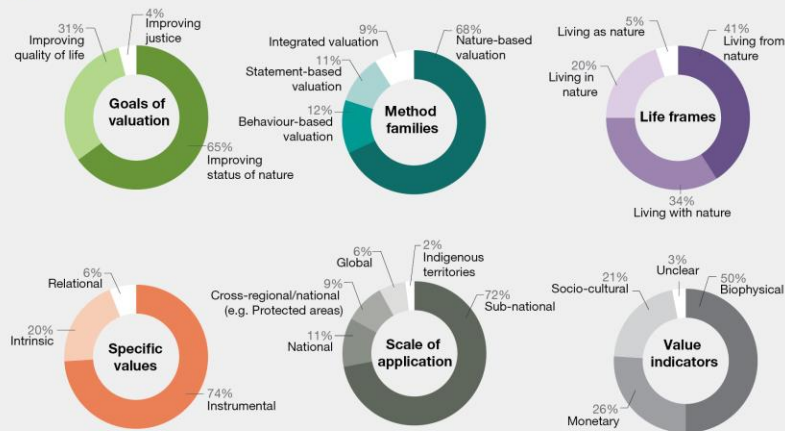 4%
Improving
justice
31%
Improving
quality of life
Goals of
valuation
65%
Improving
status of nature
9%
Integrated valuation
11%
Statement-based
valuation
12%
Behaviour-based
valuation
68%
Nature-based
valuation
Method
families
5%
Living as nature
20%
Living in
nature
41%
Living from
nature
Life frames
34%
Living with nature
6%
Relational
20%
Intrinsic
Specific
values
74%
Instrumental
6%
Global
2%
Indigenous
territories
9%
Cross-regional/national
(e.g. Protected areas)
11%
National
72%
Sub-national
Scale of
application
3%
Unclear
21%
Socio-cultural
50%
Biophysical
Value
indicators
26%
Monetary